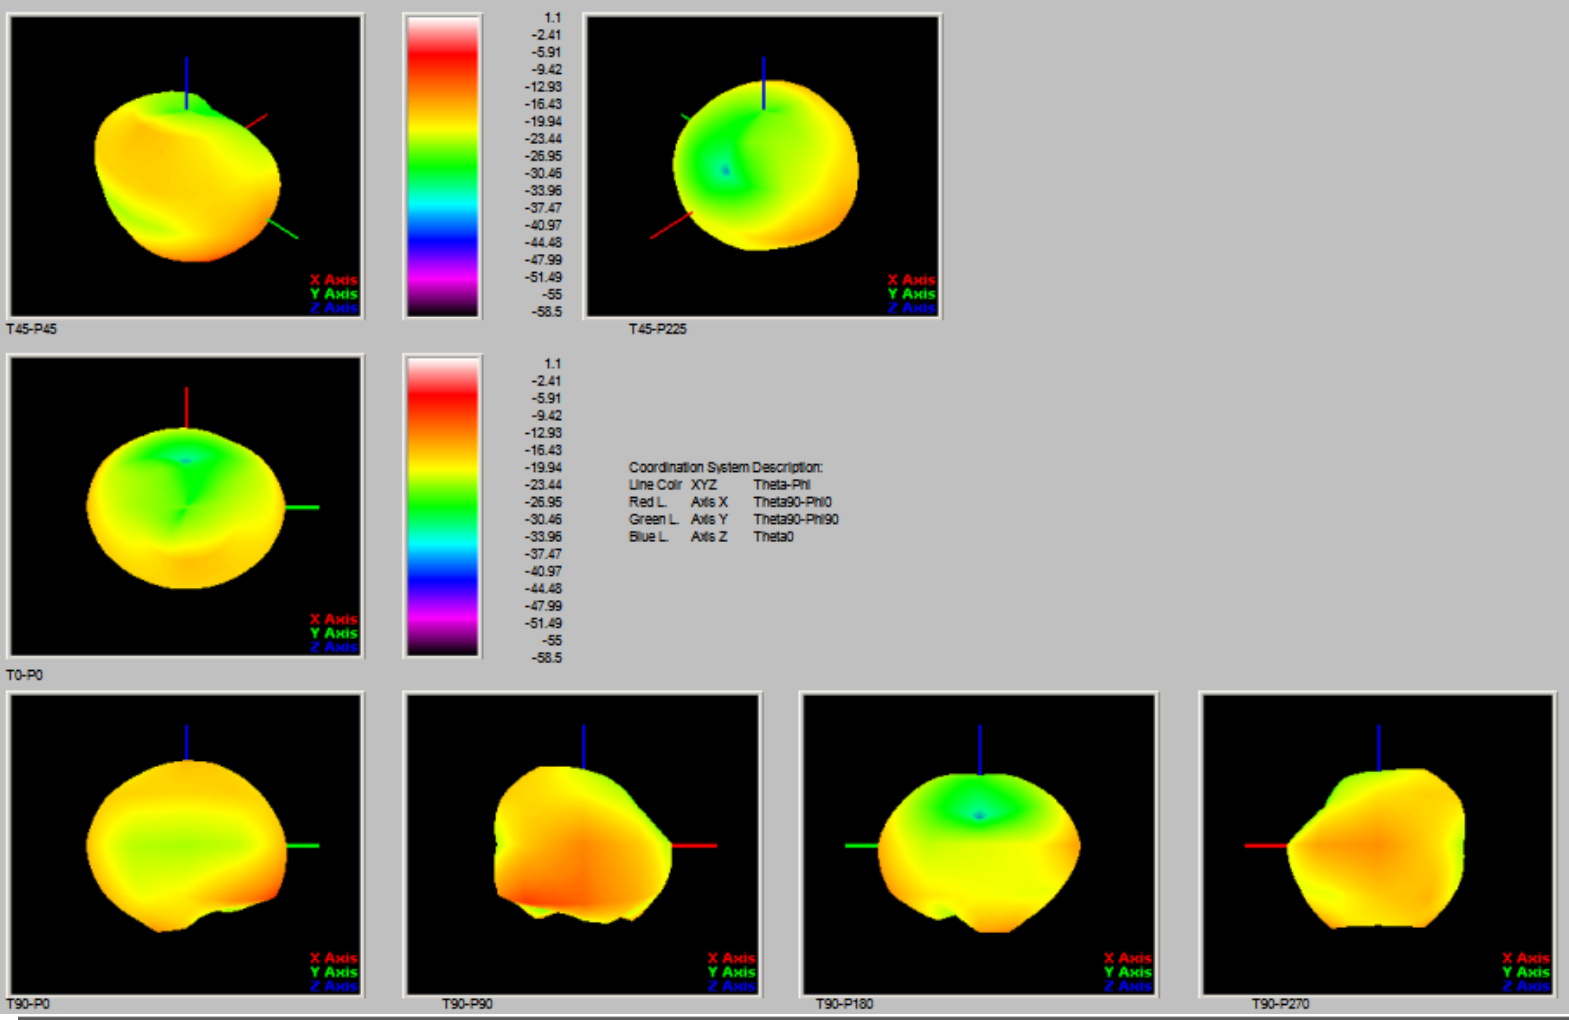 1.1
-2.41
-5.91
-9.42
-12.93
-16.43
-19.94
-23.44
-26.95
-30.46
-33.96
-37.47
-40.97
-44.48
-47.99
-51.49
-55
-58.5
X Axis
Y Axis
Z Axis
X Axis
Y Axis
Z Axis
T45-P45
T45-P225
1.1
-2.41
-5.91
-9.42
-12.93
-16.43
-19.94
-23.44
-26.95
-30.46
-33.96
-37.47
-40.97
-44.48
-47.99
-51.49
-55
-58.5
Coordination System Description:
Line Colr XYZ Theta-Phi
Red L. Axis X Theta90-Phi0
Green L. Axis Y Theta90-Phi90
Blue L. Axis Z Theta0
X Axis
Y Axis
Z Axis
T0-P0
X Axis
Y Axis
Z Axis
X Axis
Y Axis
Z Axis
X Axis
Y Axis
Z Axis
X Axis
Y Axis
Z Axis
T90-P0
T90-P90
T90-P180
T90-P270